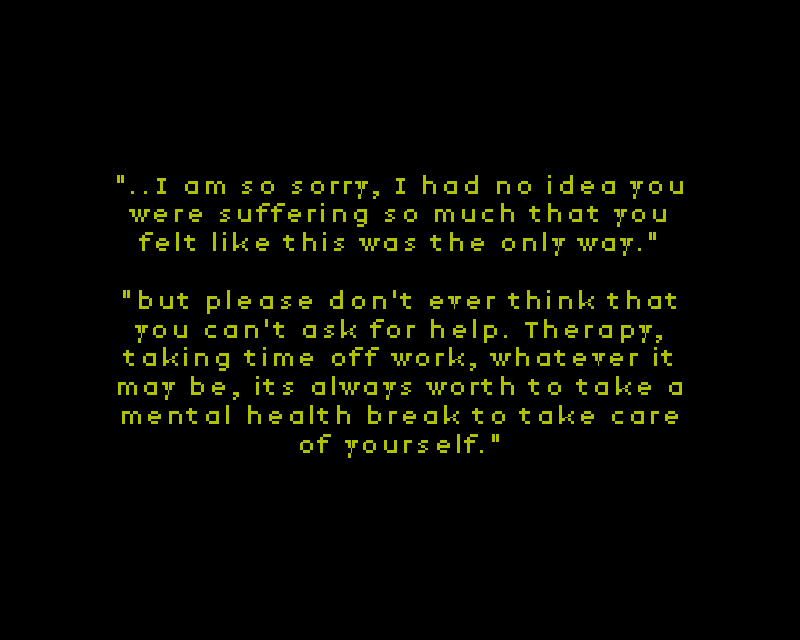 "..I am so sorry, I had no idea you
were suffering so much that you
felt like this was the only way."
"but please don't ever think that
you can't ask for help. Therapy,
taking time off work, whatever it
may be, its always worth to take a
mental health break to take care
of yourself."